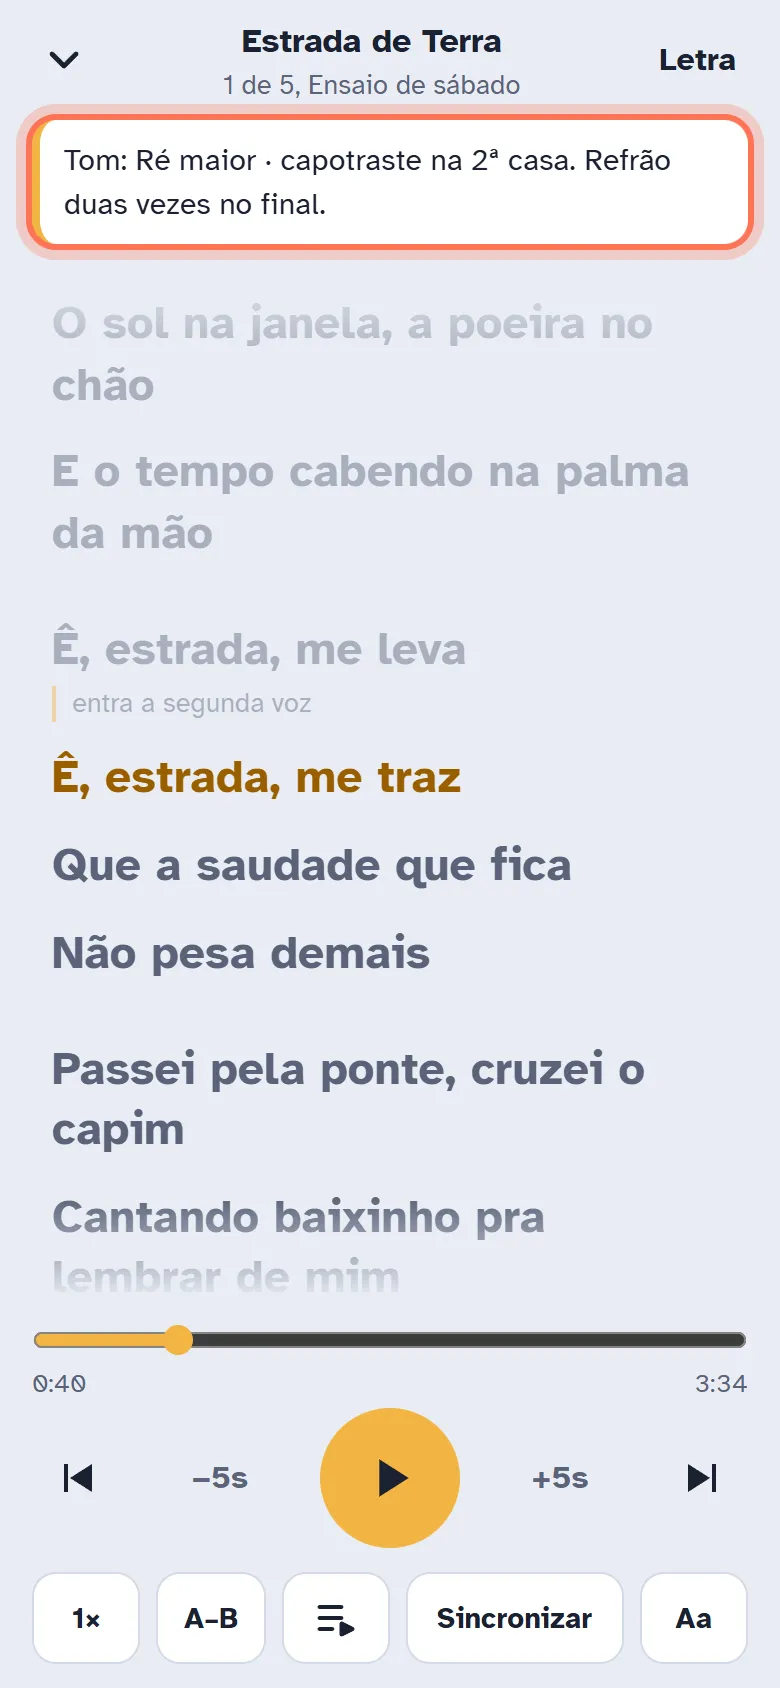 Estrada de Terra
1 de 5, Ensaio de sábado
Letra
Tom: Ré maior · capotraste na 2ª casa. Refrão
duas vezes no final.
O sol na janela, a poeira no
chão
E o tempo cabendo na palma
da mão
Ê, estrada, me leva
entra a segunda voz
Ê, estrada, me traz
Que a saudade que fica
Não pesa demais
Passei pela ponte, cruzei o
capim
Cantando baixinho pra
lembrar de mim
0:40
3:34
−5s
+5s
1×
A–B
Sincronizar
Aa